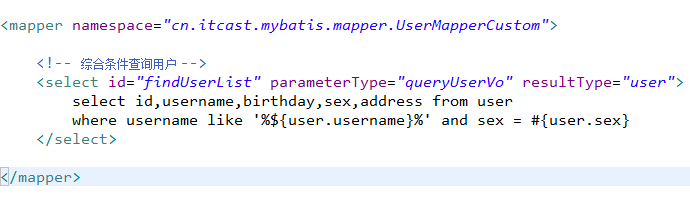 <mapper namespace="cn.itcast.mybatis.mapper.UserMapperCustom">
<!-- 综合条件查询用户 -->
<select id="findUserList" parameterType="queryUserVo" resultType="user">
select id,username,birthday,sex,address from user
where username like '%${user.username}%' and sex = #{user.sex}
</select>
</mapper>